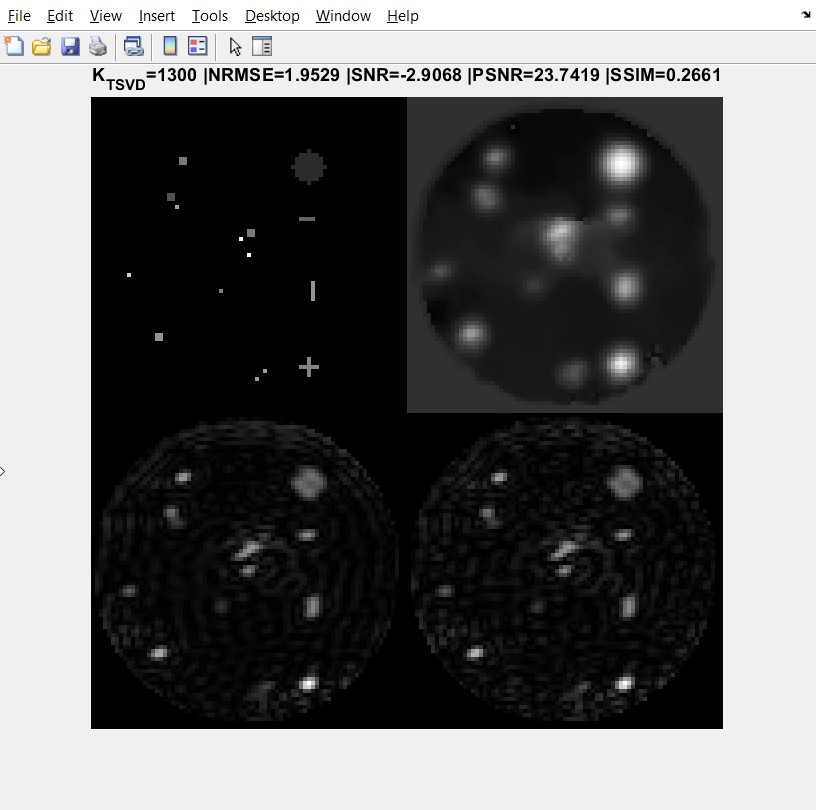 File Edit View Insert Tools Desktop Window Help
K_TSVD=1300 |NRMSE=1.9529 |SNR=-2.9068 |PSNR=23.7419 |SSIM=0.2661